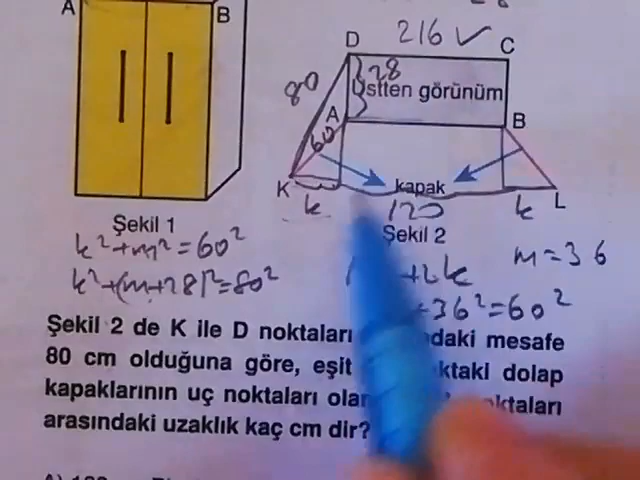 A
B
D
216 ✓
C
80
28
Üstten görünüm
A
60
B
K
kapak
L
k
120
k
Şekil 1
Şekil 2
k²+m²=60²
m=36
k²+(m+28)²=80²
+2k
+36²=60²
Şekil 2 de K ile D noktaları daki mesafe
80 cm olduğuna göre, eşit ktaki dolap
kapaklarının uç noktaları olan ktaları
arasındaki uzaklık kaç cm dir?